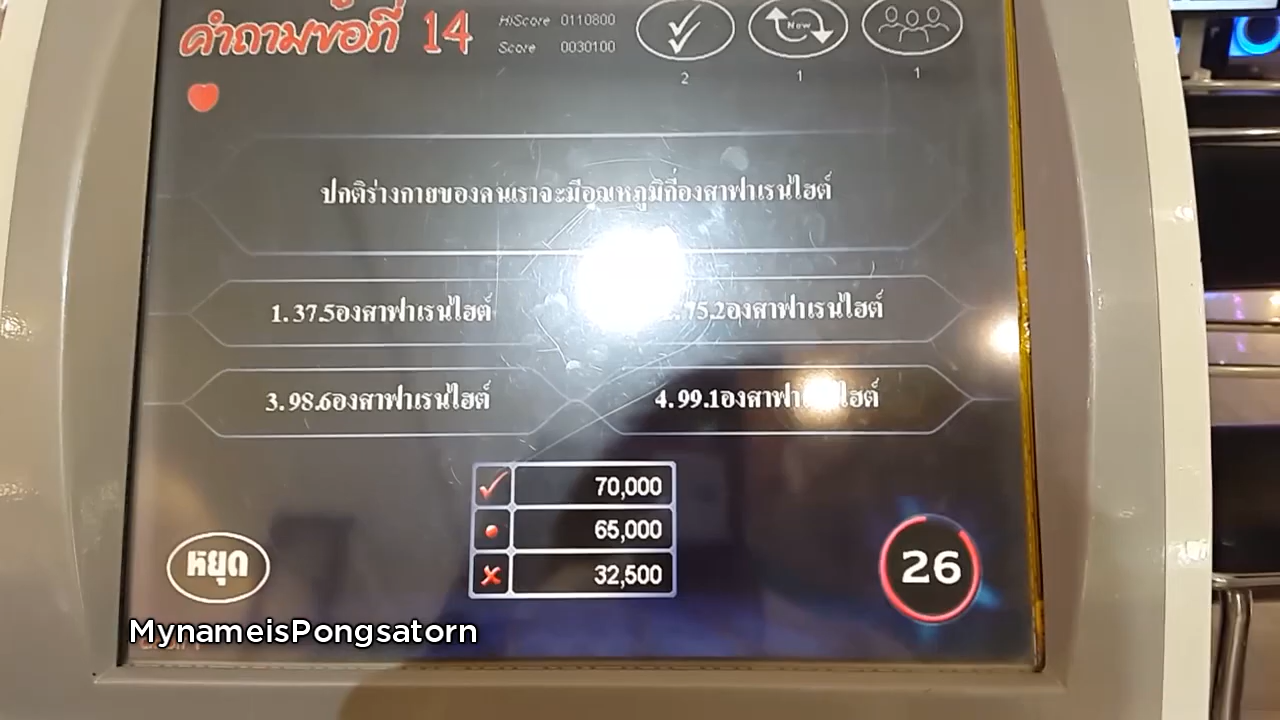 คำถามข้อที่ 14
HiScore 0110800
Score 0030100
New
2
1
1
ปกติร่างกายของคนเราจะมีอุณหภูมิกี่องศาฟาเรนไฮต์
1. 37.5องศาฟาเรนไฮต์
75.2องศาฟาเรนไฮต์
3. 98.6องศาฟาเรนไฮต์
4. 99.1องศาฟาเรนไฮต์
70,000
65,000
32,500
หยุด
26
MynameisPongsatorn